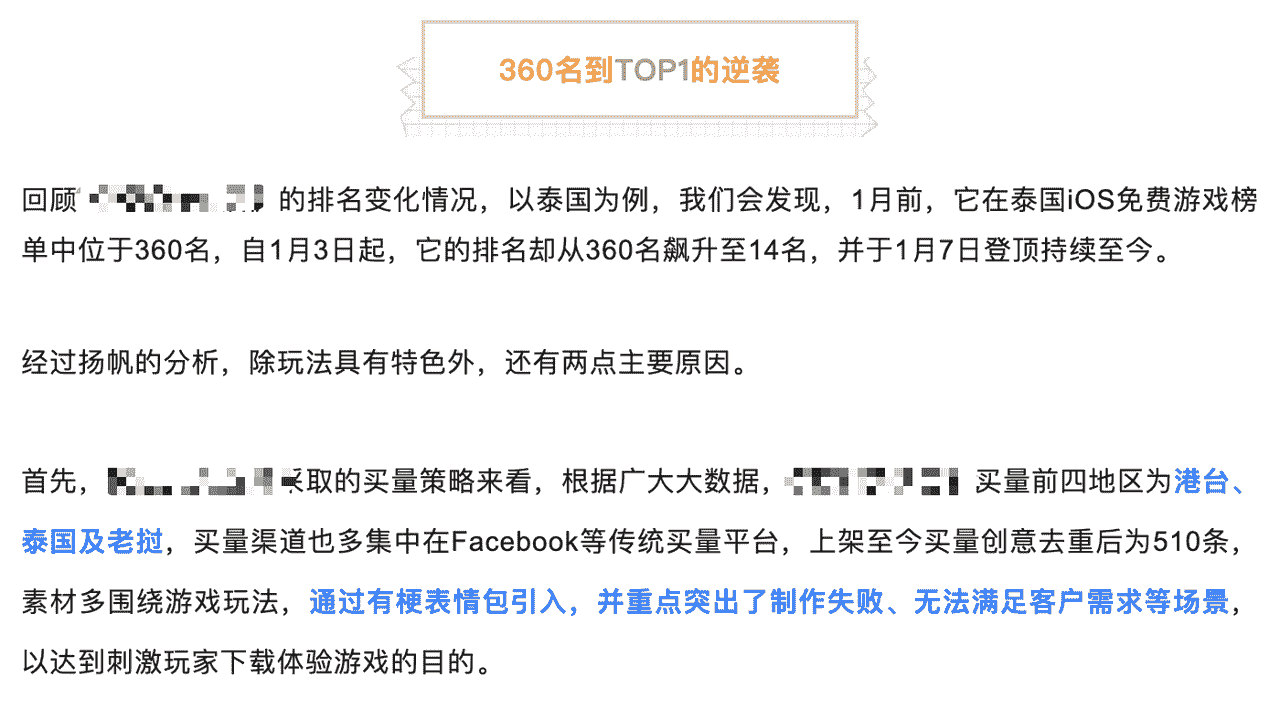 360名到TOP1的逆袭
回顾 的排名变化情况，以泰国为例，我们会发现，1月前，它在泰国iOS免费游戏榜
单中位于360名，自1月3日起，它的排名却从360名飙升至14名，并于1月7日登顶持续至今。
经过扬帆的分析，除玩法具有特色外，还有两点主要原因。
首先， 采取的买量策略来看，根据广大大数据， 买量前四地区为港台、
泰国及老挝，买量渠道也多集中在Facebook等传统买量平台，上架至今买量创意去重后为510条，
素材多围绕游戏玩法，通过有梗表情包引入，并重点突出了制作失败、无法满足客户需求等场景，
以达到刺激玩家下载体验游戏的目的。